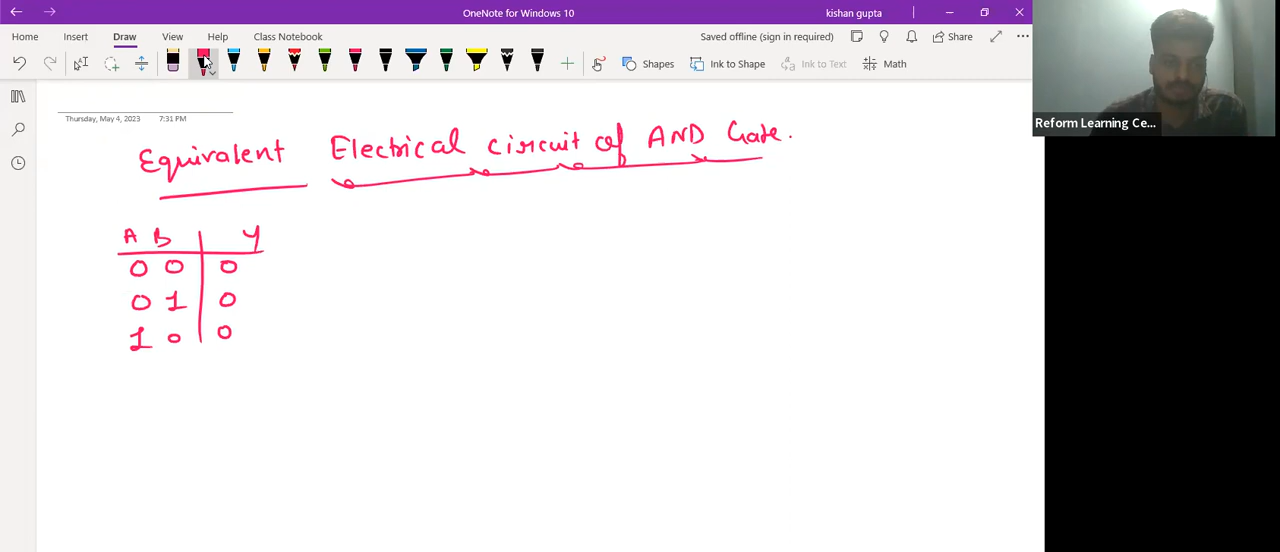 OneNote for Windows 10
kishan gupta
Home Insert Draw View Help Class Notebook
Saved offline (sign in required)
Share
Shapes Ink to Shape Ink to Text Math
Reform Learning Ce...
Thursday, May 4, 2023 7:31 PM
Equivalent Electrical circuit of AND Gate.
A B Y
0 0 0
0 1 0
1 0 0